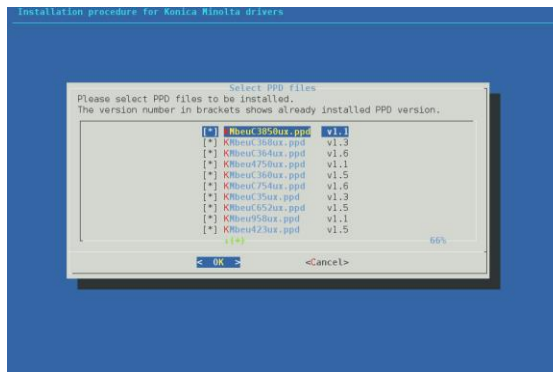 Installation procedure for Konica Minolta drivers
Select PPD files
Please select PPD files to be installed.
The version number in brackets shows already installed PPD version.
[*] KMbeuC3850ux.ppd v1.1
[*] KMbeuC368ux.ppd v1.3
[*] KMbeuC364ux.ppd v1.6
[*] KMbeu4750ux.ppd v1.1
[*] KMbeuC360ux.ppd v1.5
[*] KMbeuC754ux.ppd v1.6
[*] KMbeuC35ux.ppd v1.3
[*] KMbeuC652ux.ppd v1.5
[*] KMbeu958ux.ppd v1.1
[*] KMbeu423ux.ppd v1.5
↓(+) 66%
< OK > <Cancel>